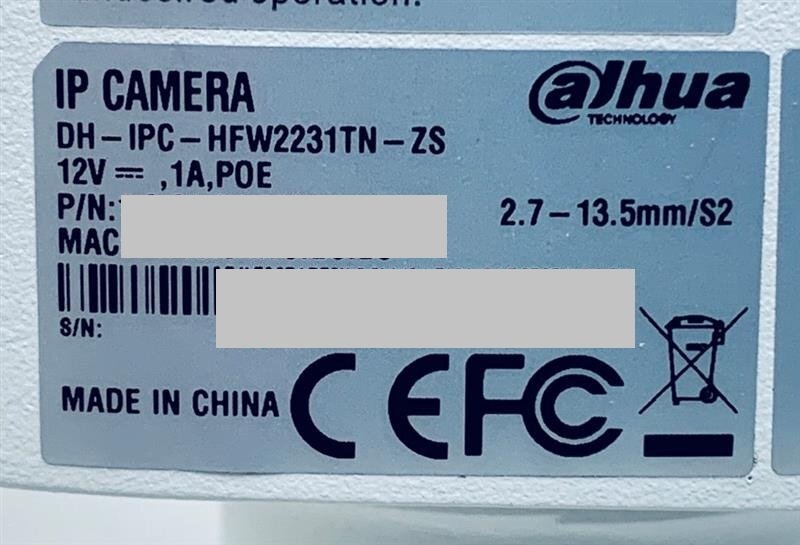 operation.
IP CAMERA
alhua
TECHNOLOGY
DH-IPC-HFW2231TN-ZS
12V⎓,1A,POE
P/N:
2.7-13.5mm/S2
MAC
S/N:
MADE IN CHINA
CE FC